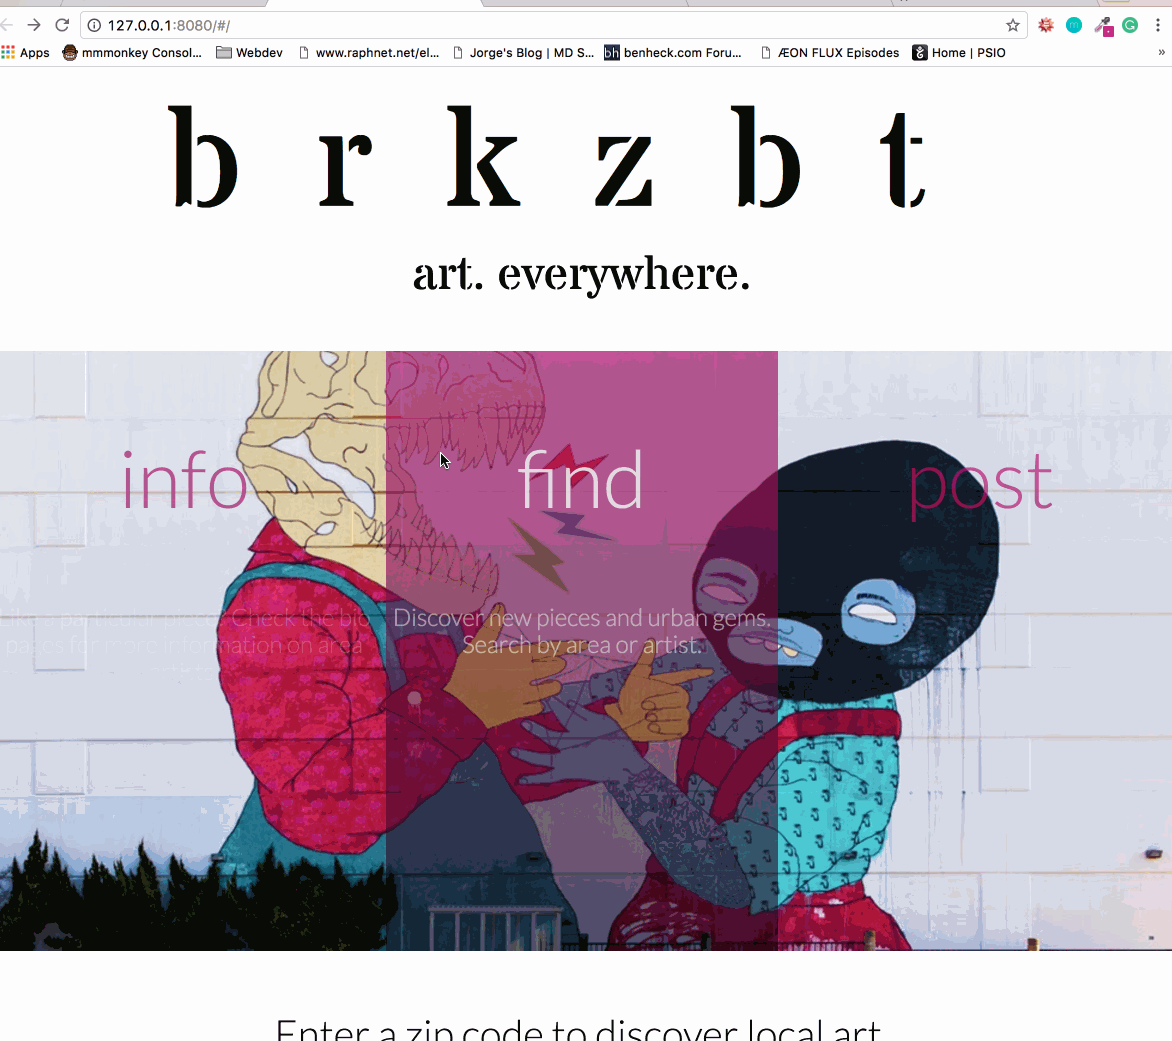 127.0.0.1:8080/#/
Apps mmmonkey Consol... Webdev www.raphnet.net/el... Jorge's Blog | MD S... bh benheck.com Foru... ÆON FLUX Episodes Home | PSIO »
b r k z b t
art. everywhere.
info find post
Check the bio
pages for more information on area
Discover new pieces and urban gems.
Search by area or artist.
Enter a zip code to discover local art